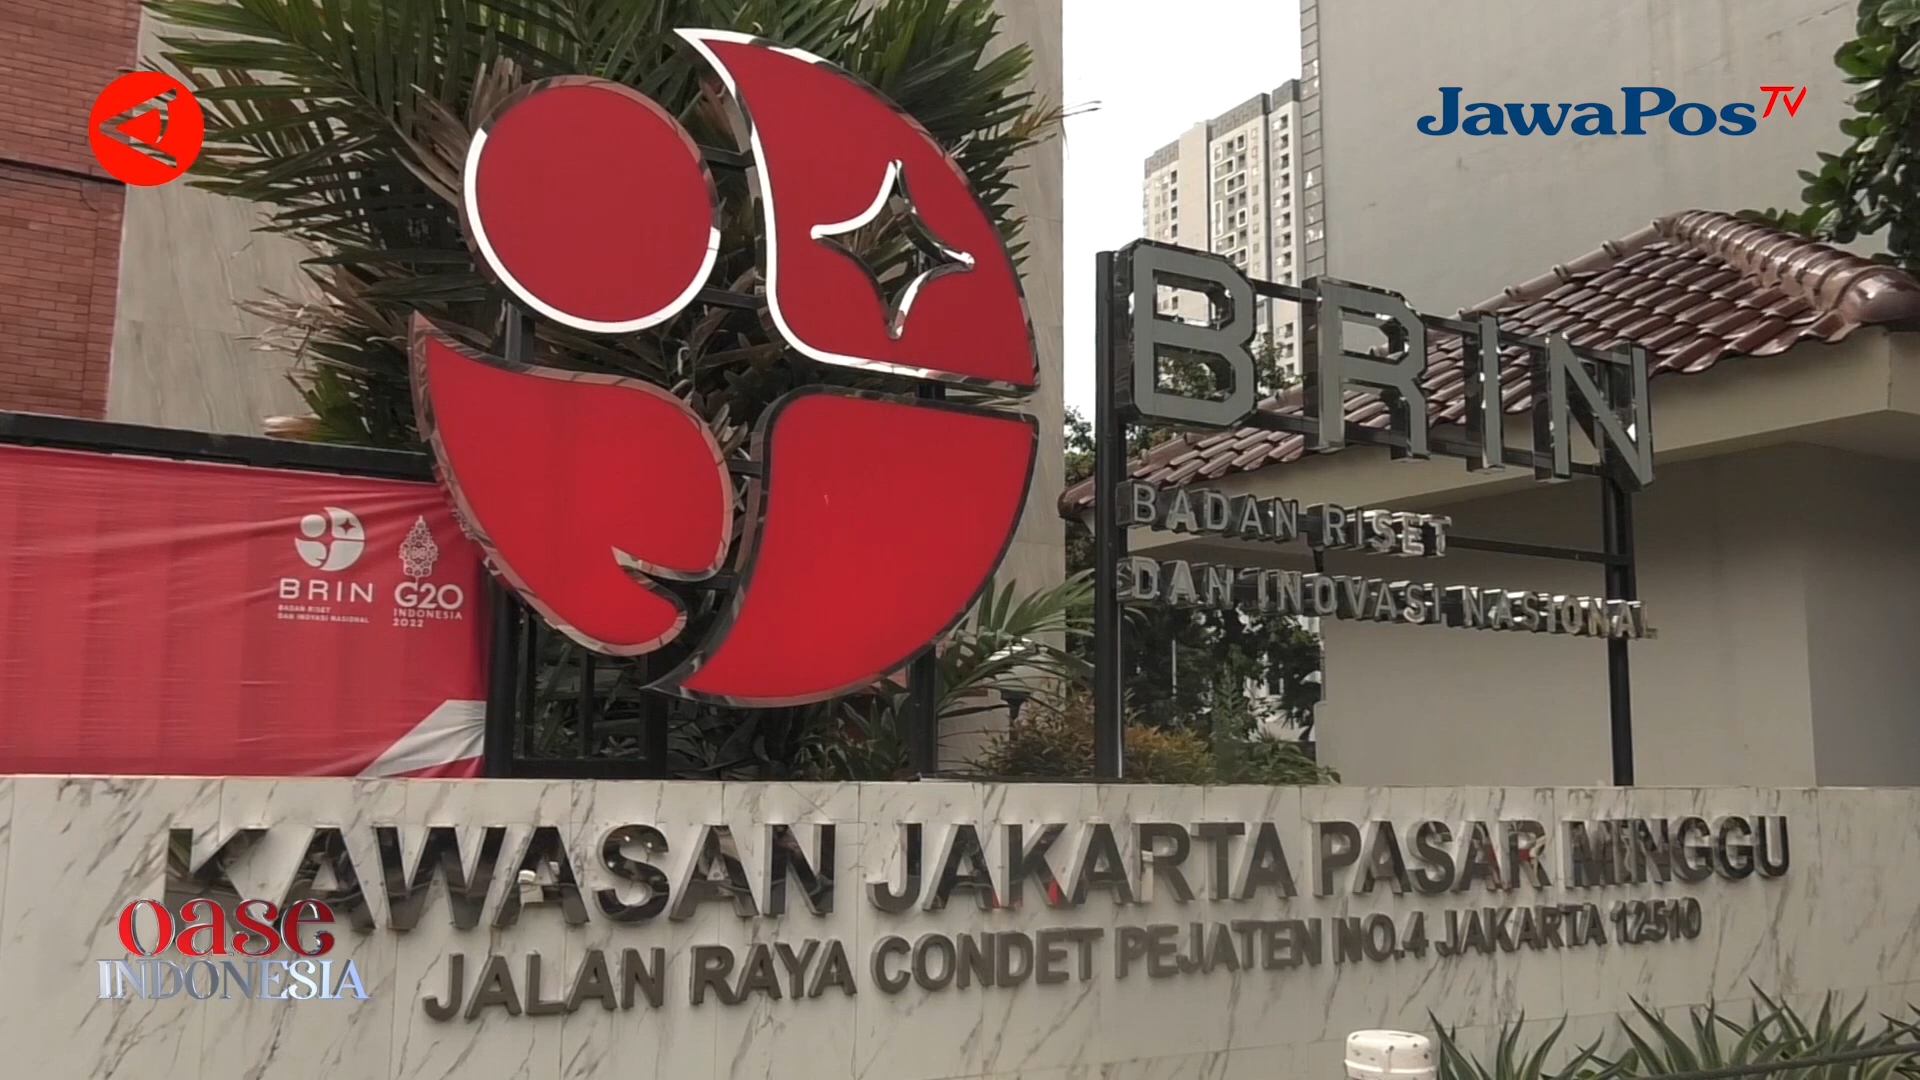 JawaPos TV
BRIN
BADAN RISET
DAN INOVASI NASIONAL
BRIN
BADAN RISET
DAN INOVASI NASIONAL
G20
INDONESIA
2022
KAWASAN JAKARTA PASAR MINGGU
JALAN RAYA CONDET PEJATEN NO.4 JAKARTA 12510
oase
INDONESIA